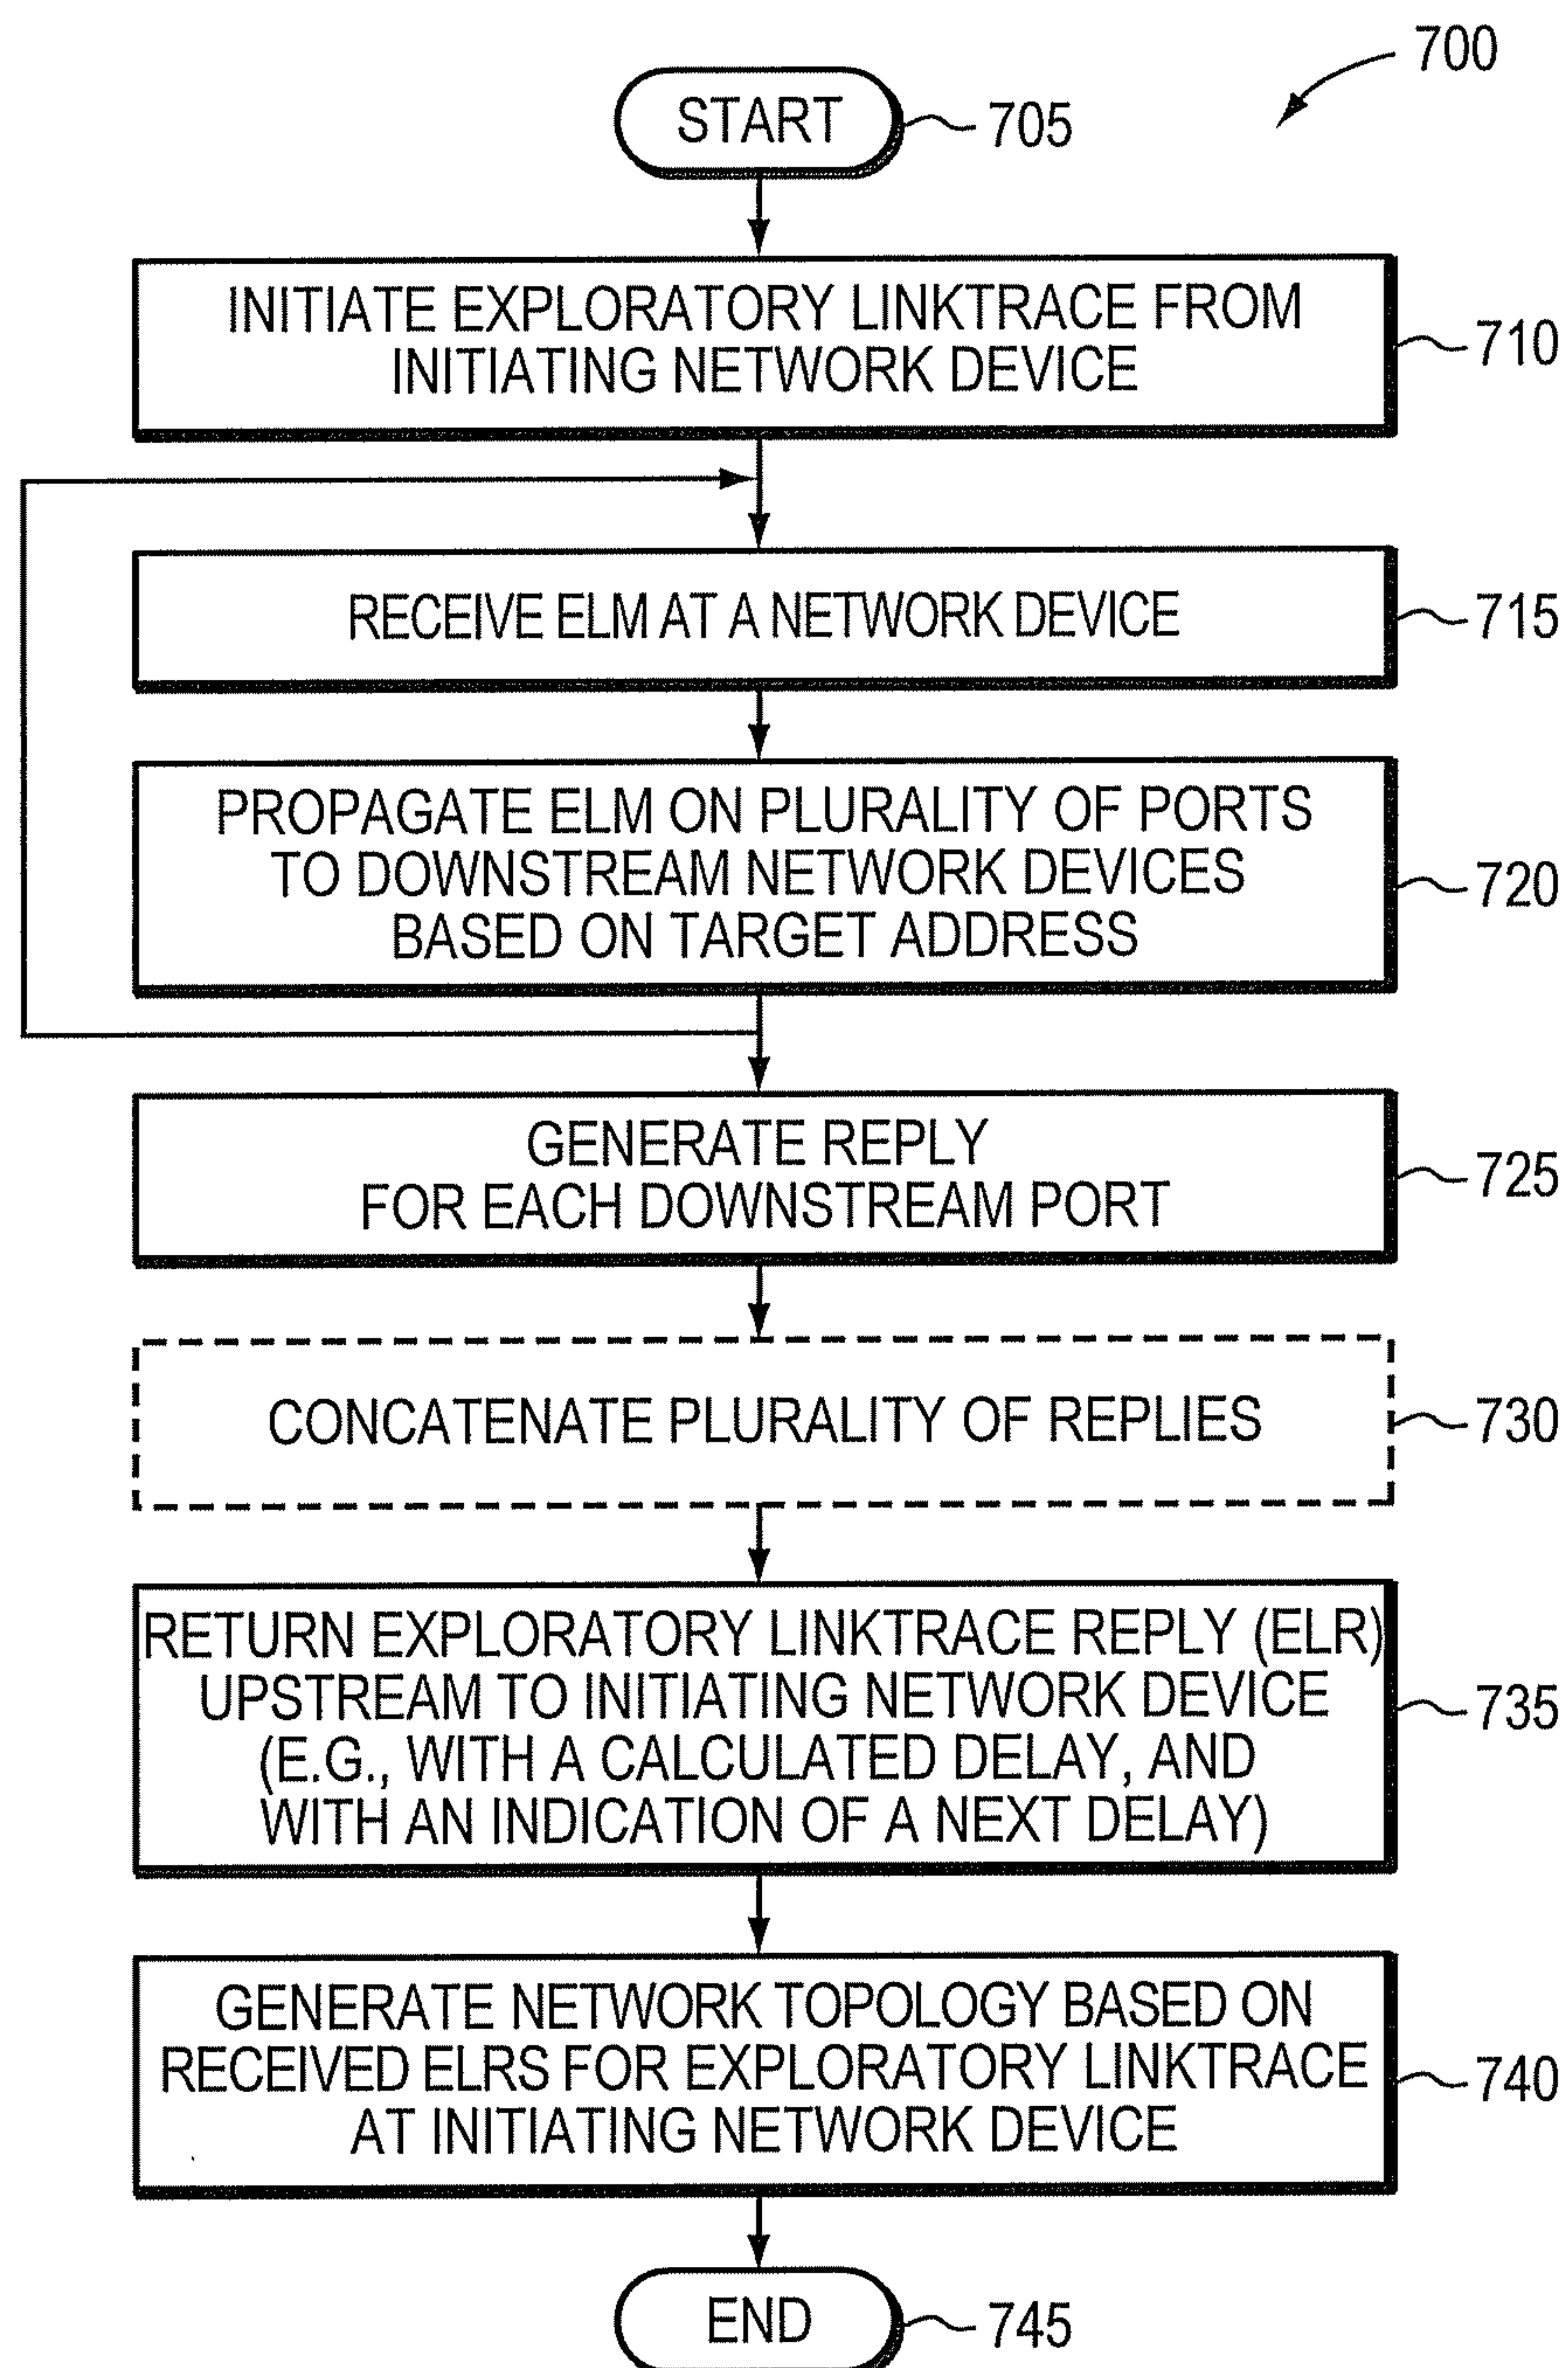 700
START
705
INITIATE EXPLORATORY LINKTRACE FROM
INITIATING NETWORK DEVICE
710
RECEIVE ELM AT A NETWORK DEVICE
715
PROPAGATE ELM ON PLURALITY OF PORTS
TO DOWNSTREAM NETWORK DEVICES
BASED ON TARGET ADDRESS
720
GENERATE REPLY
FOR EACH DOWNSTREAM PORT
725
CONCATENATE PLURALITY OF REPLIES
730
RETURN EXPLORATORY LINKTRACE REPLY (ELR)
UPSTREAM TO INITIATING NETWORK DEVICE
(E.G., WITH A CALCULATED DELAY, AND
WITH AN INDICATION OF A NEXT DELAY)
735
GENERATE NETWORK TOPOLOGY BASED ON
RECEIVED ELRS FOR EXPLORATORY LINKTRACE
AT INITIATING NETWORK DEVICE
740
END
745